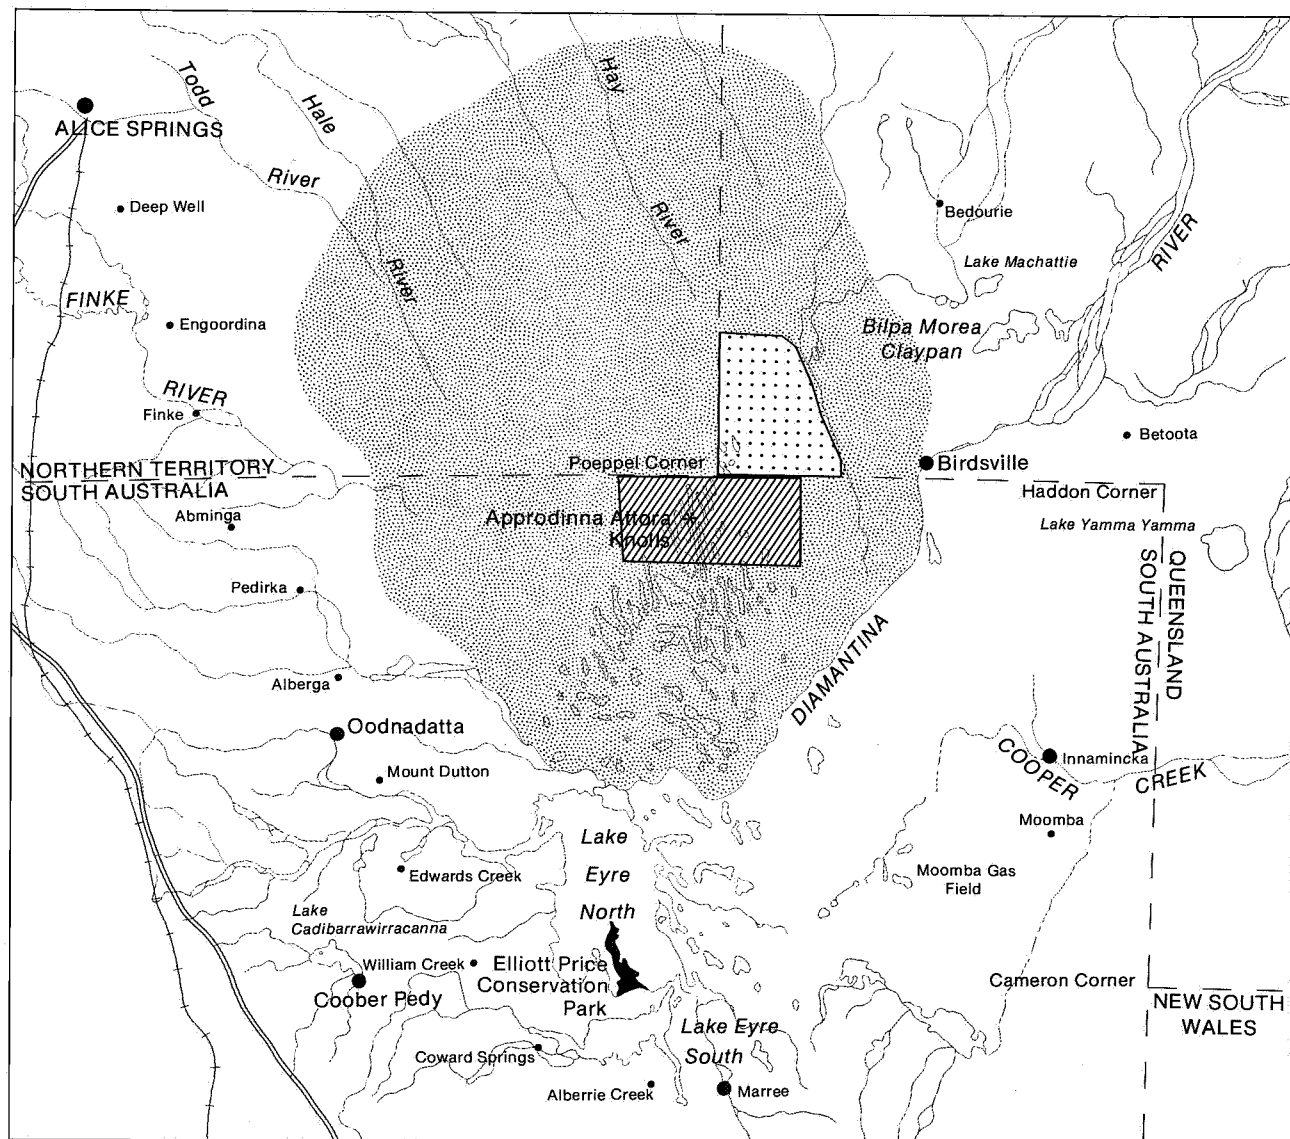 Todd
Hale
Hay
ALICE SPRINGS
River
Deep Well
Bedourie
River
RIVER
Lake Machattie
River
FINKE
Engoordina
Bilpa Morea
Claypan
RIVER
Finke
Betoota
Poeppel Corner
Birdsville
NORTHERN TERRITORY
SOUTH AUSTRALIA
Haddon Corner
Abminga
Approdinna Attora
Knolls
Lake Yamma Yamma
QUEENSLAND
SOUTH AUSTRALIA
Pedirka
DIAMANTINA
Alberga
Oodnadatta
Mount Dutton
COOPER
Innamincka
CREEK
Moomba
Lake
Eyre
North
Edwards Creek
Moomba Gas
Field
Lake
Cadibarrawirracanna
William Creek
Elliott Price
Conservation
Park
Coober Pedy
Cameron Corner
NEW SOUTH
WALES
Lake Eyre
South
Coward Springs
Alberrie Creek
Marree